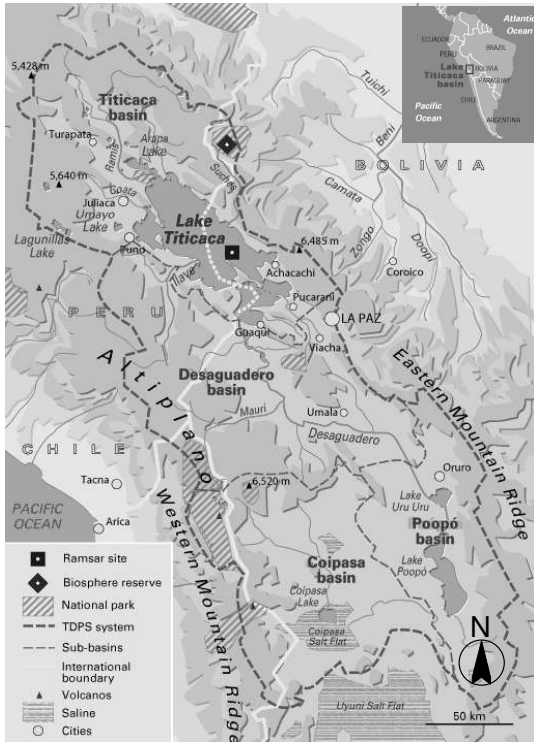 Atlantic
Ocean
ECUADOR
PERU
BRAZIL
Lake
Titicaca
basin
BOLIVIA
PARAGUAY
CHILE
Pacific
Ocean
ARGENTINA
5,428 m
Titicaca
basin
Turapata
Ramis
Arapa
Lake
Suches
5,640 m
Coata
Juliaca
Umayo
Lake
Lagunillas
Lake
Puno
Lake
Titicaca
Illave
6,485 m
Achacachi
Pucarani
LA PAZ
Guaqui
Viacha
Tuichi
Beni
BOLIVIA
Camata
Zongo
Doopi
Coroico
PERU
Altiplano
Desaguadero
basin
Mauri
Umala
Desaguadero
Eastern Mountain Ridge
CHILE
Tacna
PACIFIC
OCEAN
Arica
Western Mountain Ridge
6,520 m
Oruro
Lake
Uru Uru
Poopó
basin
Lake
Poopó
Coipasa
basin
Coipasa
Lake
Coipasa
Salt Flat
Uyuni Salt Flat
N
50 km
Ramsar site
Biosphere reserve
National park
TDPS system
Sub-basins
International
boundary
Volcanos
Saline
Cities